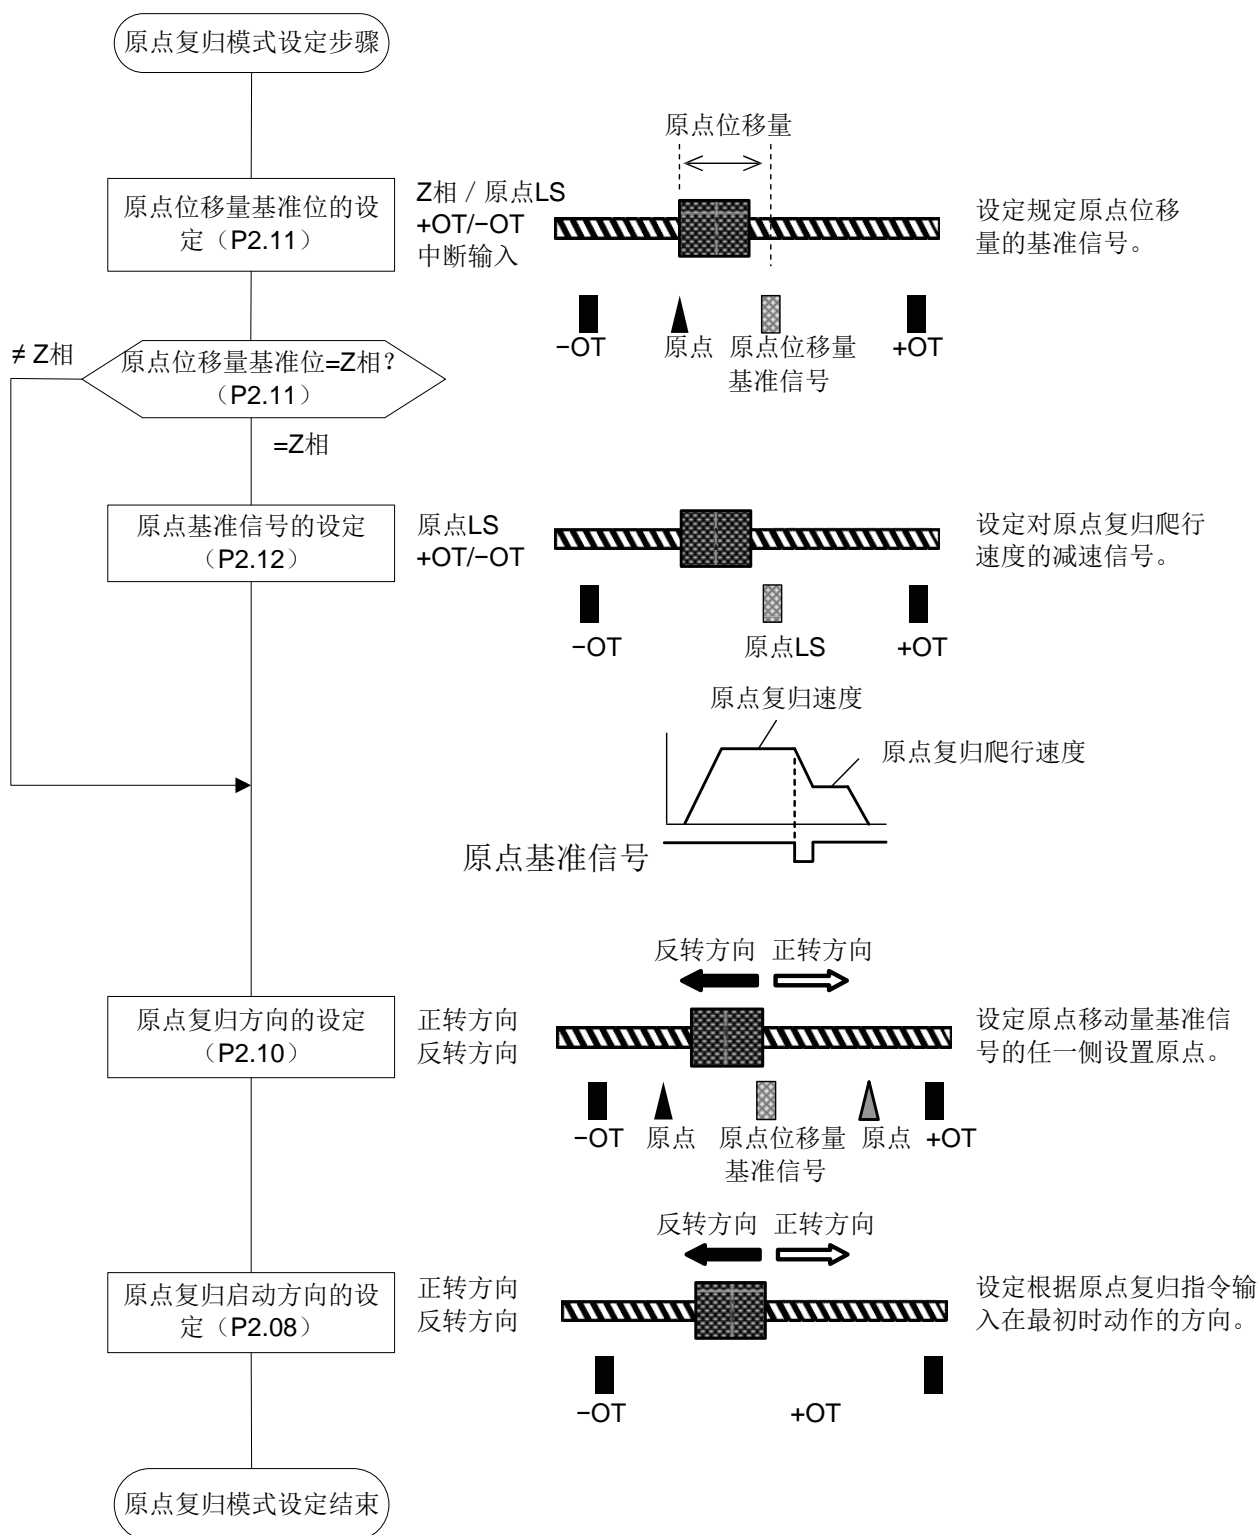 原点复归模式设定步骤
原点位移量
原点位移量基准位的设
定（P2.11）
Z相 / 原点LS
+OT/−OT
中断输入
设定规定原点位移
量的基准信号。
−OT
原点
原点位移量
基准信号
+OT
≠ Z相
原点位移量基准位=Z相？
（P2.11）
=Z相
原点基准信号的设定
（P2.12）
原点LS
+OT/−OT
设定对原点复归爬行
速度的减速信号。
−OT
原点LS
+OT
原点复归速度
原点复归爬行速度
原点基准信号
反转方向
正转方向
原点复归方向的设定
（P2.10）
正转方向
反转方向
设定原点移动量基准信
号的任一侧设置原点。
−OT
原点
原点位移量
基准信号
原点
+OT
反转方向
正转方向
原点复归启动方向的设
定（P2.08）
正转方向
反转方向
设定根据原点复归指令输
入在最初时动作的方向。
−OT
+OT
原点复归模式设定结束